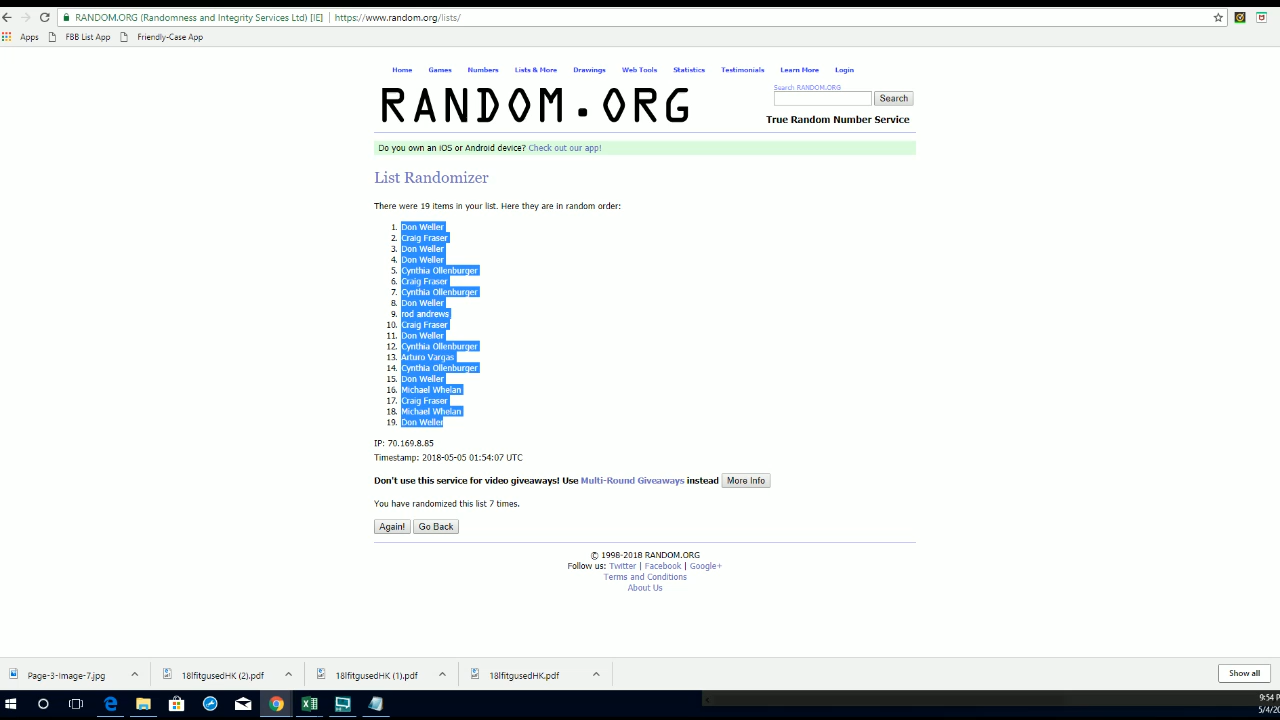 RANDOM.ORG (Randomness and Integrity Services Ltd) [IE] https://www.random.org/lists/
Apps FBB List App Friendly-Case App
Home Games Numbers Lists & More Drawings Web Tools Statistics Testimonials Learn More Login
RANDOM.ORG
Search RANDOM.ORG
Search
True Random Number Service
Do you own an iOS or Android device? Check out our app!
List Randomizer
There were 19 items in your list. Here they are in random order:
1. Don Weller
2. Craig Fraser
3. Don Weller
4. Don Weller
5. Cynthia Ollenburger
6. Craig Fraser
7. Cynthia Ollenburger
8. Don Weller
9. rod andrews
10. Craig Fraser
11. Don Weller
12. Cynthia Ollenburger
13. Arturo Vargas
14. Cynthia Ollenburger
15. Don Weller
16. Michael Whelan
17. Craig Fraser
18. Michael Whelan
19. Don Weller
IP: 70.169.8.85
Timestamp: 2018-05-05 01:54:07 UTC
Don't use this service for video giveaways! Use Multi-Round Giveaways instead More Info
You have randomized this list 7 times.
Again! Go Back
© 1998-2018 RANDOM.ORG
Follow us: Twitter | Facebook | Google+
Terms and Conditions
About Us
Page-3-Image-7.jpg 18lfitgusedHK (2).pdf 18lfitgusedHK (1).pdf 18lfitgusedHK.pdf Show all
9:54 P
5/4/20